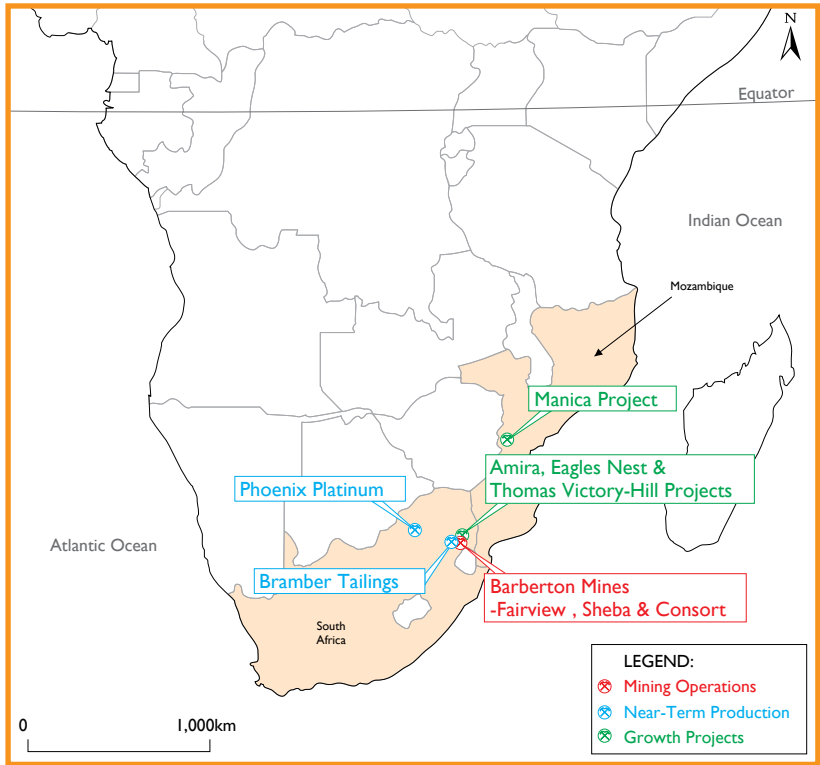 N
Equator
Indian Ocean
Mozambique
Manica Project
Amira, Eagles Nest &
Thomas Victory-Hill Projects
Phoenix Platinum
Atlantic Ocean
Bramber Tailings
Barberton Mines
-Fairview , Sheba & Consort
South
Africa
LEGEND:
Mining Operations
Near-Term Production
Growth Projects
0 1,000km